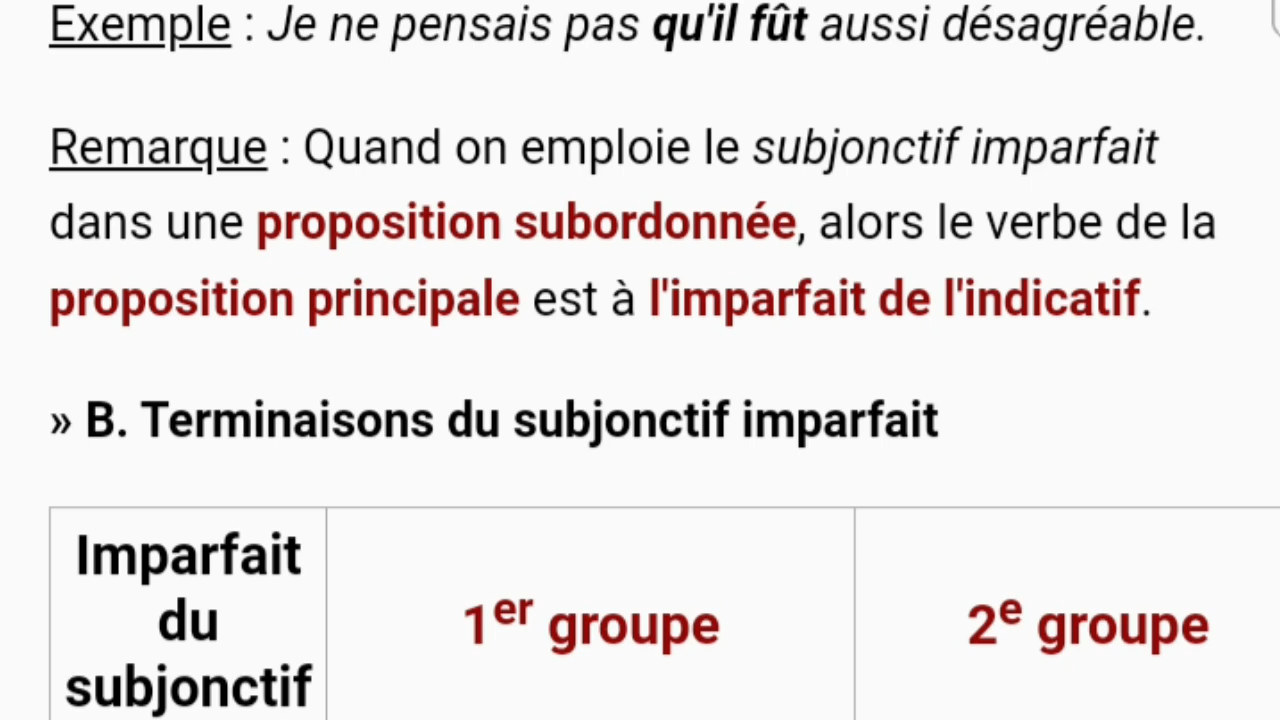 Exemple : Je ne pensais pas qu'il fût aussi désagréable.
Remarque : Quand on emploie le subjonctif imparfait
dans une proposition subordonnée, alors le verbe de la
proposition principale est à l'imparfait de l'indicatif.
» B. Terminaisons du subjonctif imparfait
Imparfait
du
subjonctif
1er groupe
2e groupe